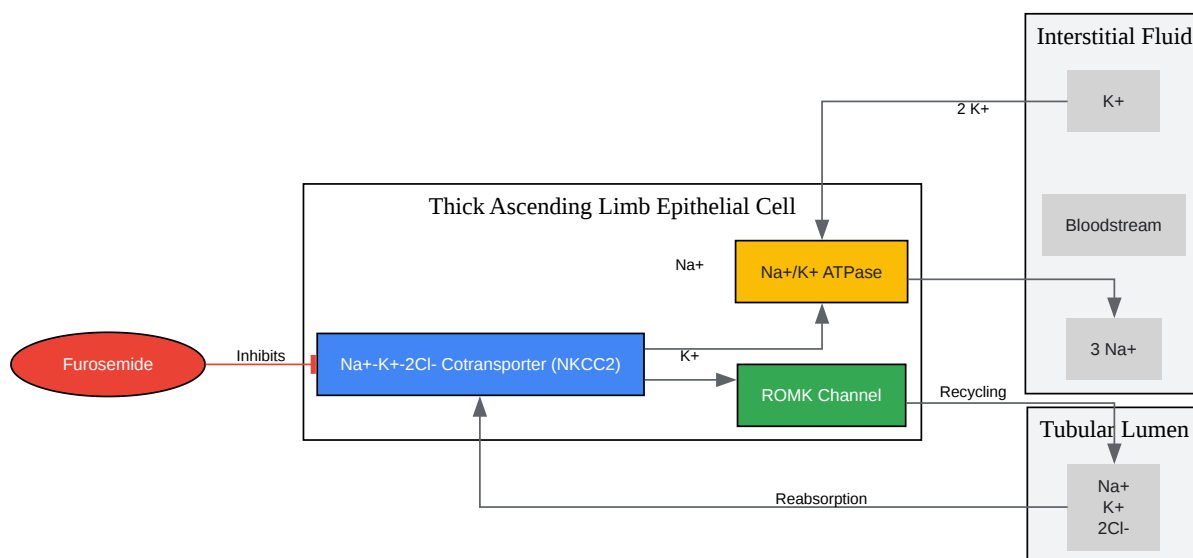 Interstitial Fluid
K+
2 K+
Bloodstream
Thick Ascending Limb Epithelial Cell
Na+
Na+/K+ ATPase
3 Na+
Furosemide
Inhibits
Na+-K+-2Cl- Cotransporter (NKCC2)
K+
ROMK Channel
Recycling
Tubular Lumen
Reabsorption
Na+
K+
2Cl-